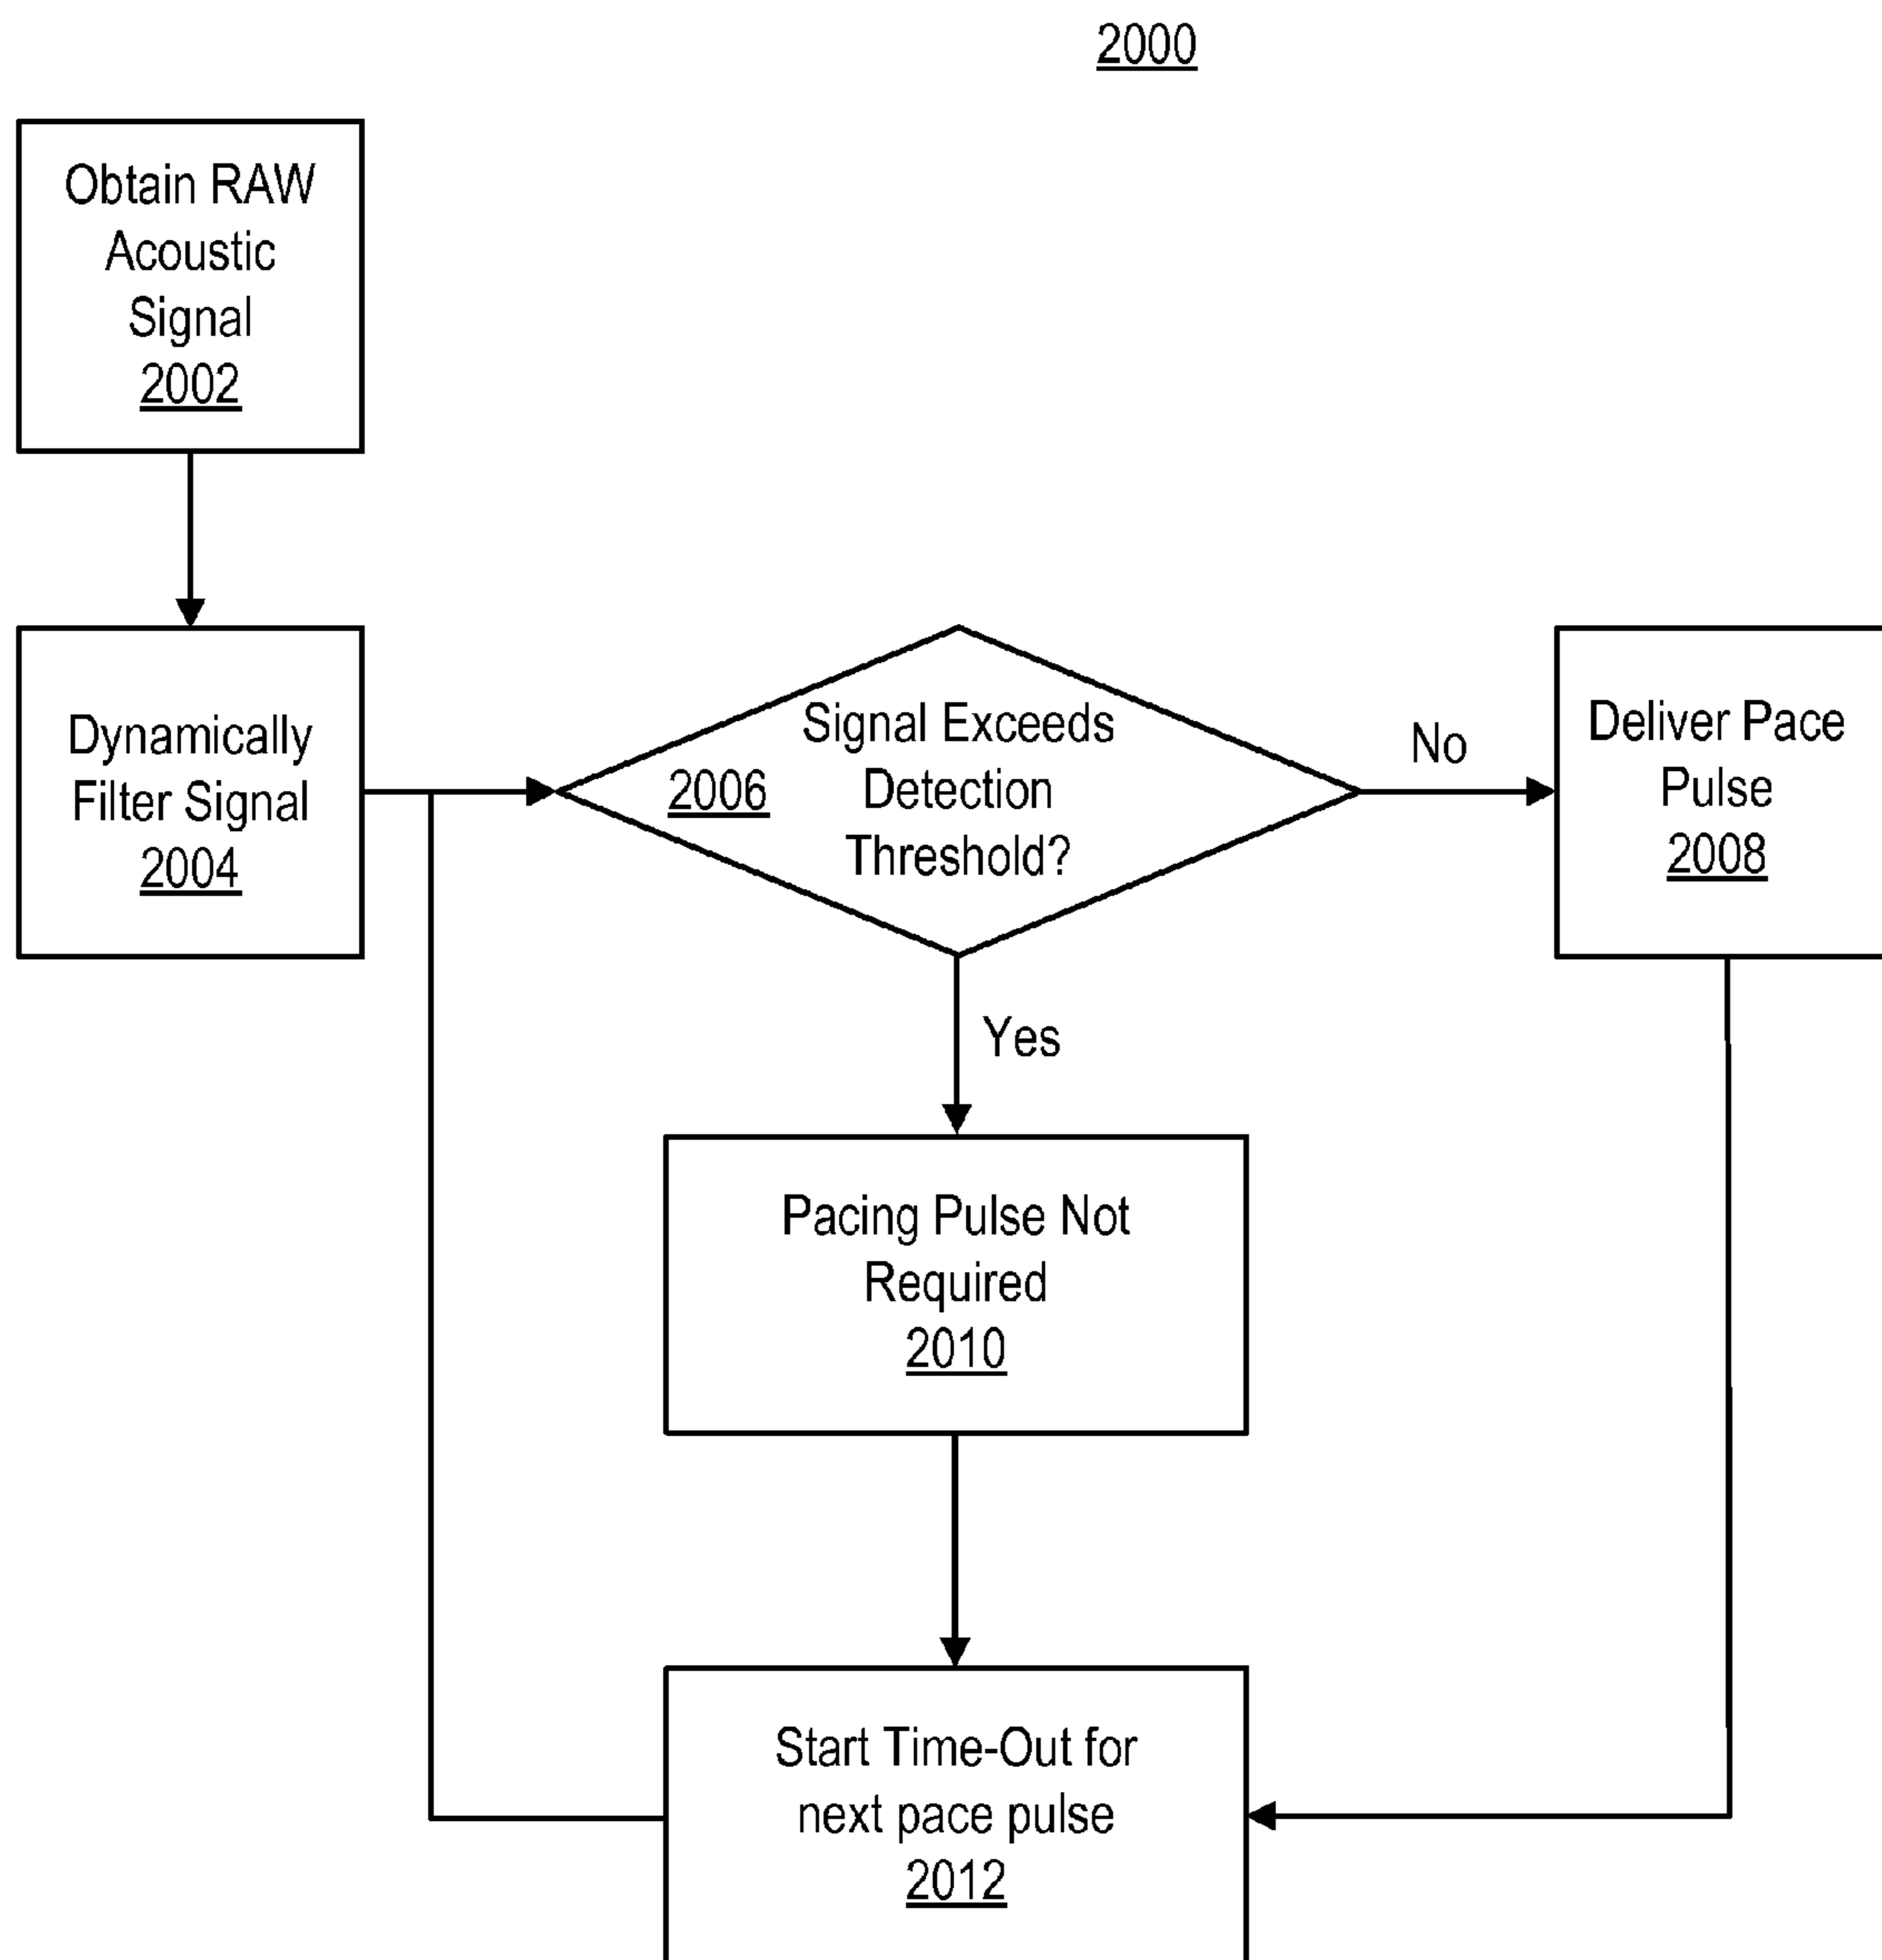 2000
Obtain RAW
Acoustic
Signal
2002
Dynamically
Filter Signal
2004
Signal Exceeds
2006 Detection
Threshold?
No
Deliver Pace
Pulse
2008
Yes
Pacing Pulse Not
Required
2010
Start Time-Out for
next pace pulse
2012